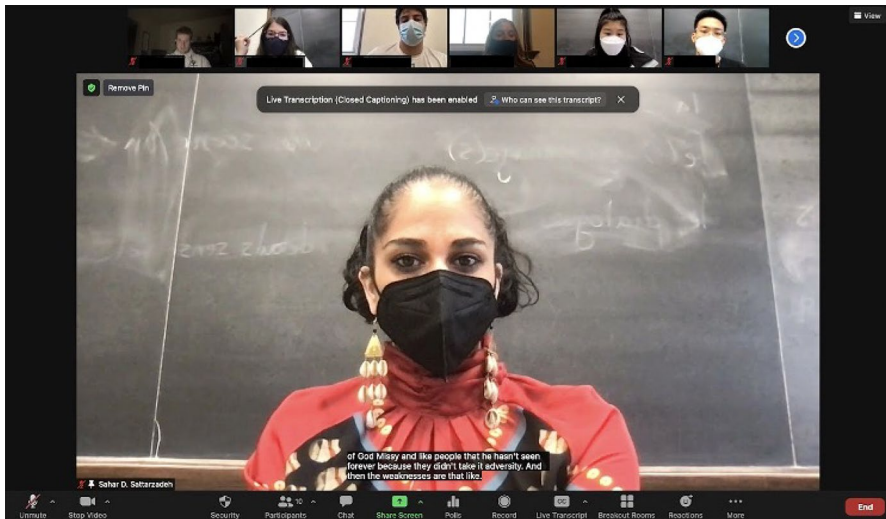 View
Remove Pin
Live Transcription (Closed Captioning) has been enabled
Who can see this transcript?
of God Missy and like people that he hasn't seen
forever because they didn't take it adversity. And
then the weaknesses are that like.
Sahar D. Sattarzadeh
Unmute
Stop Video
Security
10
Participants
Chat
Share Screen
Polls
Record
CC
Live Transcript
Breakout Rooms
Reactions
More
End